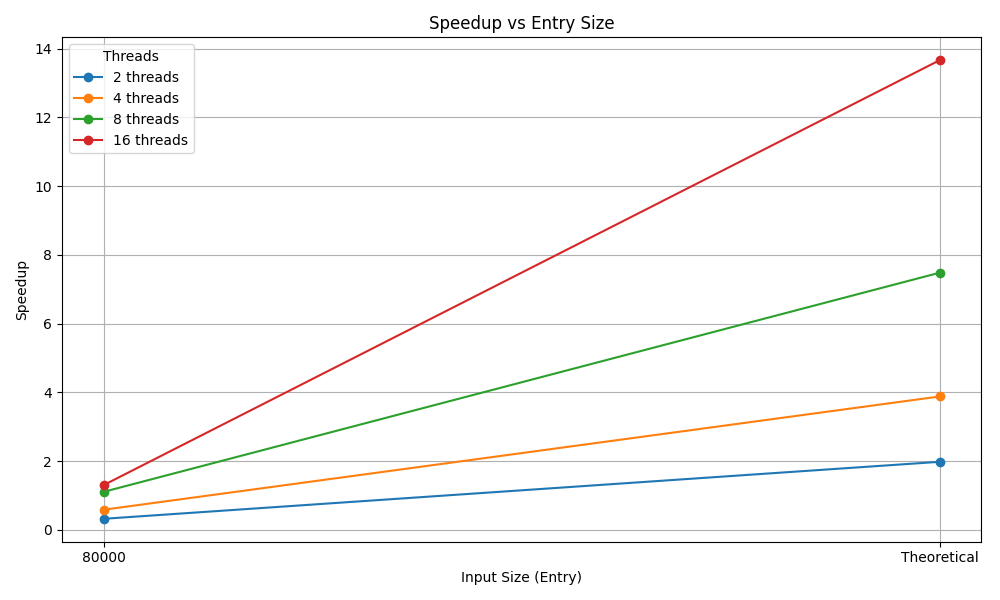 Speedup vs Entry Size
Threads
2 threads
4 threads
8 threads
16 threads
Speedup
14
12
10
8
6
4
2
0
80000
Theoretical
Input Size (Entry)